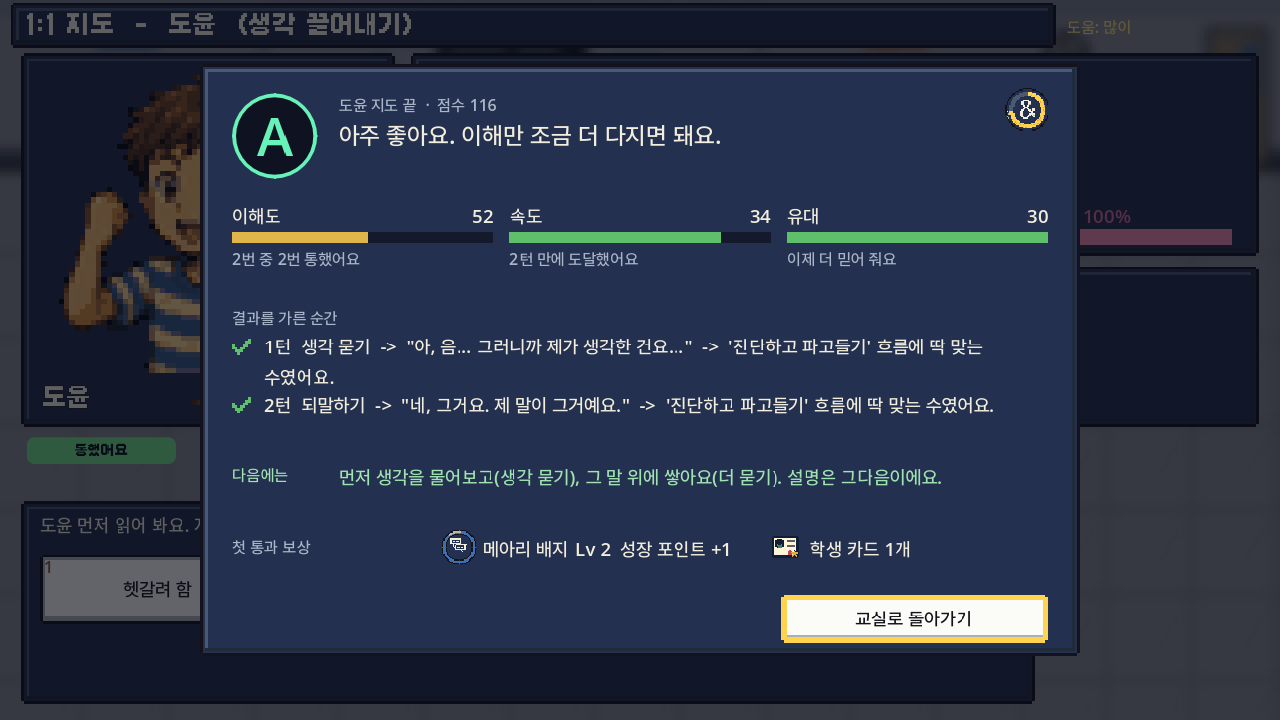 1:1 지도 - 도윤 (생각 끌어내기)
도움: 많이
A
도윤 지도 끝 · 점수 116
아주 좋아요. 이해만 조금 더 다지면 돼요.
&
이해도 52
2번 중 2번 통했어요
속도 34
2턴 만에 도달했어요
유대 30
이제 더 믿어 줘요
100%
결과를 가른 순간
1턴 생각 묻기 -> "아, 음... 그러니까 제가 생각한 건요..." -> '진단하고 파고들기' 흐름에 딱 맞는
수였어요.
2턴 되말하기 -> "네, 그거요. 제 말이 그거예요." -> '진단하고 파고들기' 흐름에 딱 맞는 수였어요.
도윤
통했어요
다음에는 먼저 생각을 물어보고(생각 묻기), 그 말 위에 쌓아요(더 묻기). 설명은 그다음이에요.
도윤 먼저 읽어 봐요.
첫 통과 보상 메아리 배지 Lv 2 성장 포인트 +1 학생 카드 1개
1
헷갈려 함
교실로 돌아가기